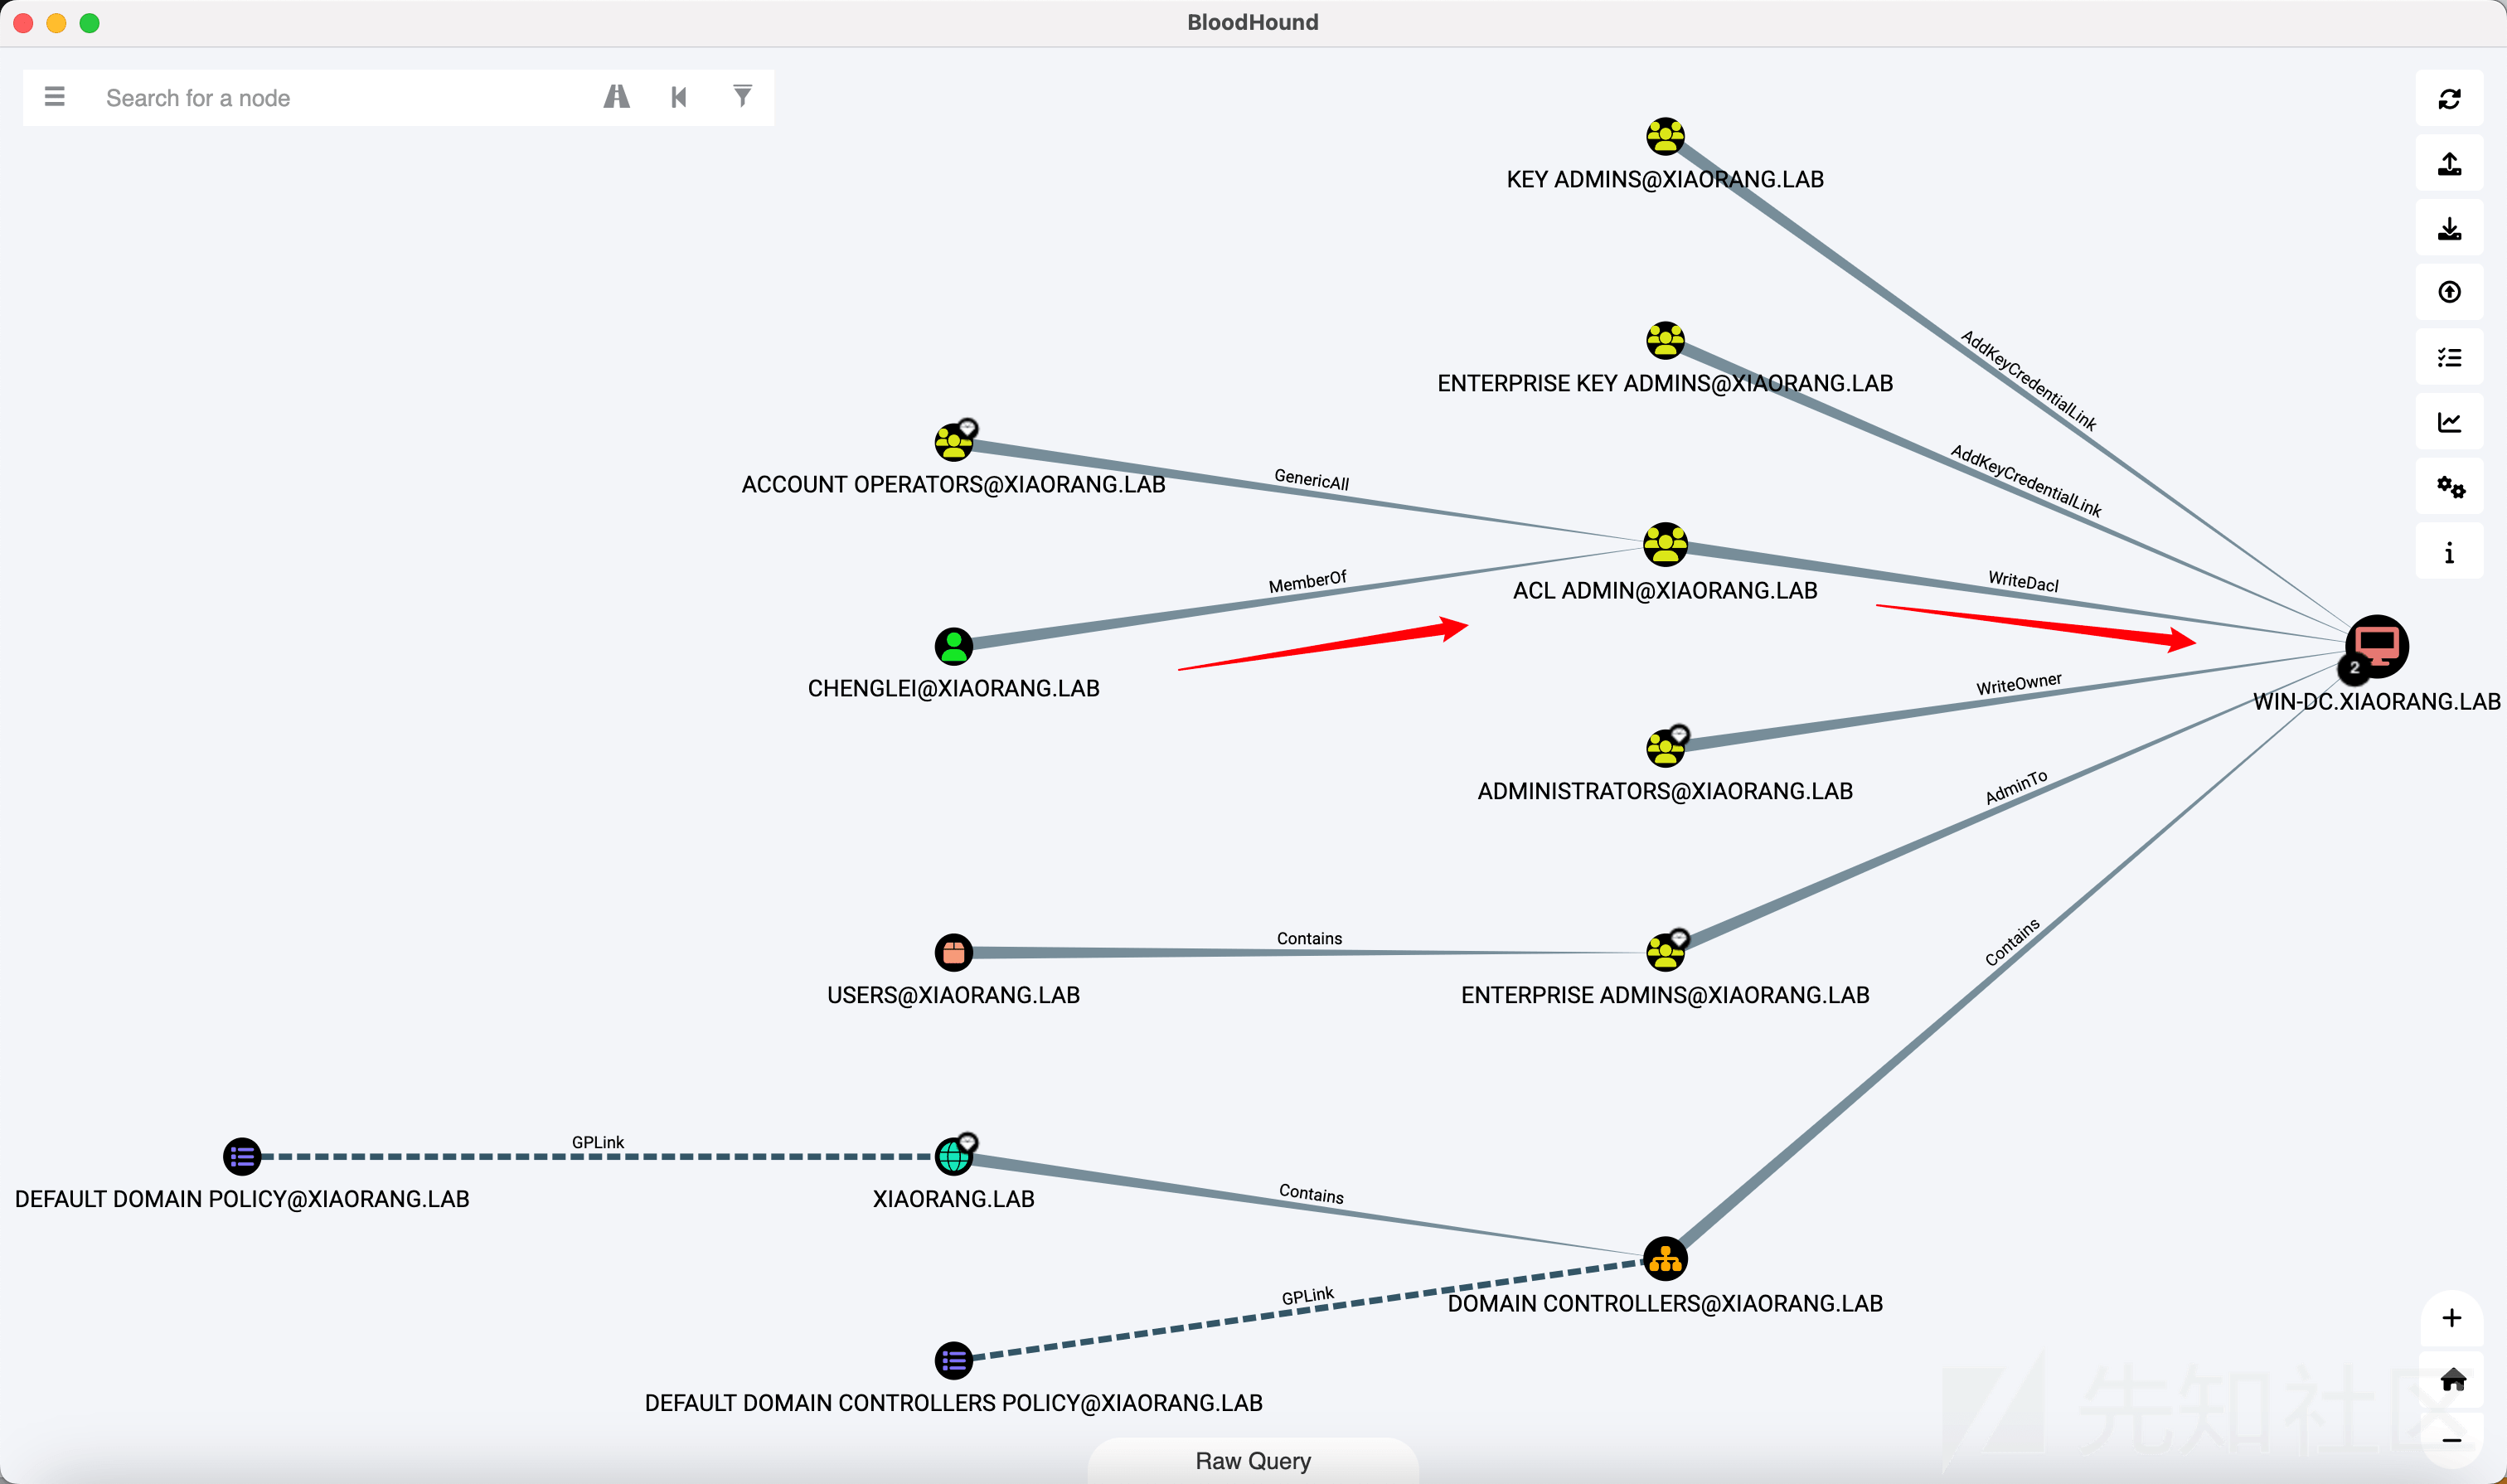 BloodHound
Search for a node
KEY ADMINS@XIAORANG.LAB
AddKeyCredentialLink
ENTERPRISE KEY ADMINS@XIAORANG.LAB
AddKeyCredentialLink
ACCOUNT OPERATORS@XIAORANG.LAB
GenericAll
ACL ADMIN@XIAORANG.LAB
WriteDacl
MemberOf
CHENGLEI@XIAORANG.LAB
2
WIN-DC.XIAORANG.LAB
WriteOwner
ADMINISTRATORS@XIAORANG.LAB
AdminTo
Contains
USERS@XIAORANG.LAB
ENTERPRISE ADMINS@XIAORANG.LAB
Contains
GPLink
DEFAULT DOMAIN POLICY@XIAORANG.LAB
XIAORANG.LAB
Contains
GPLink
DOMAIN CONTROLLERS@XIAORANG.LAB
DEFAULT DOMAIN CONTROLLERS POLICY@XIAORANG.LAB
先知社区
Raw Query